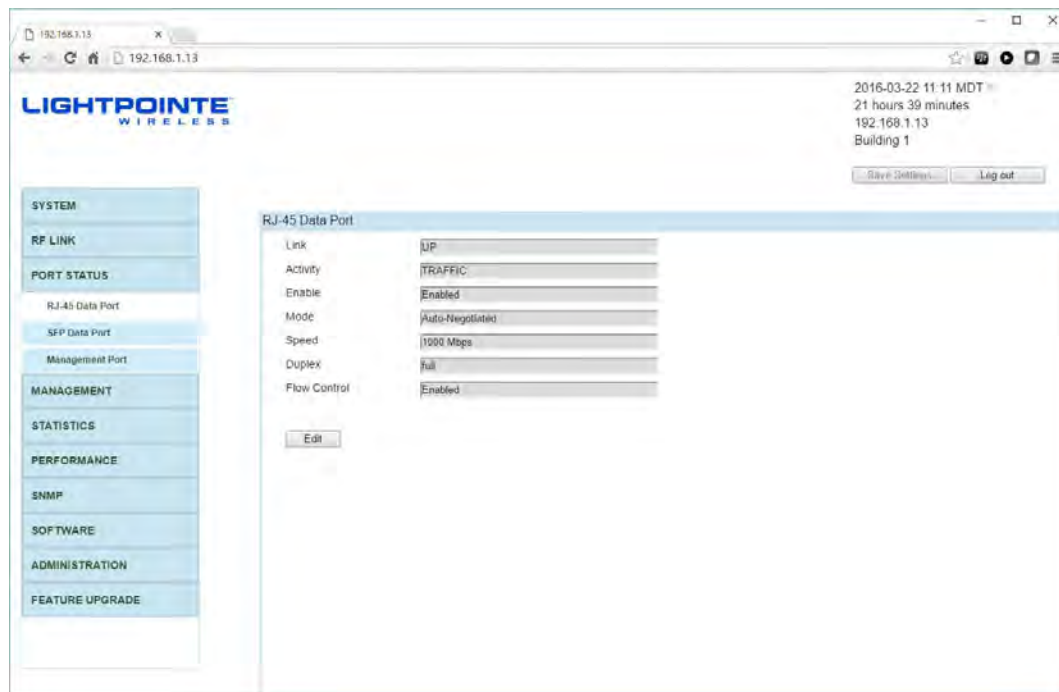 192.168.1.13
192.168.1.13
LIGHTPOINTE
WIRELESS
2016-03-22 11:11 MDT
21 hours 39 minutes
192.168.1.13
Building 1
Save Settings
Log out
SYSTEM
RF LINK
PORT STATUS
RJ-45 Data Port
SFP Data Port
Management Port
MANAGEMENT
STATISTICS
PERFORMANCE
SNMP
SOFTWARE
ADMINISTRATION
FEATURE UPGRADE
RJ-45 Data Port
Link UP
Activity TRAFFIC
Enable Enabled
Mode Auto-Negotiated
Speed 1000 Mbps
Duplex full
Flow Control Enabled
Edit